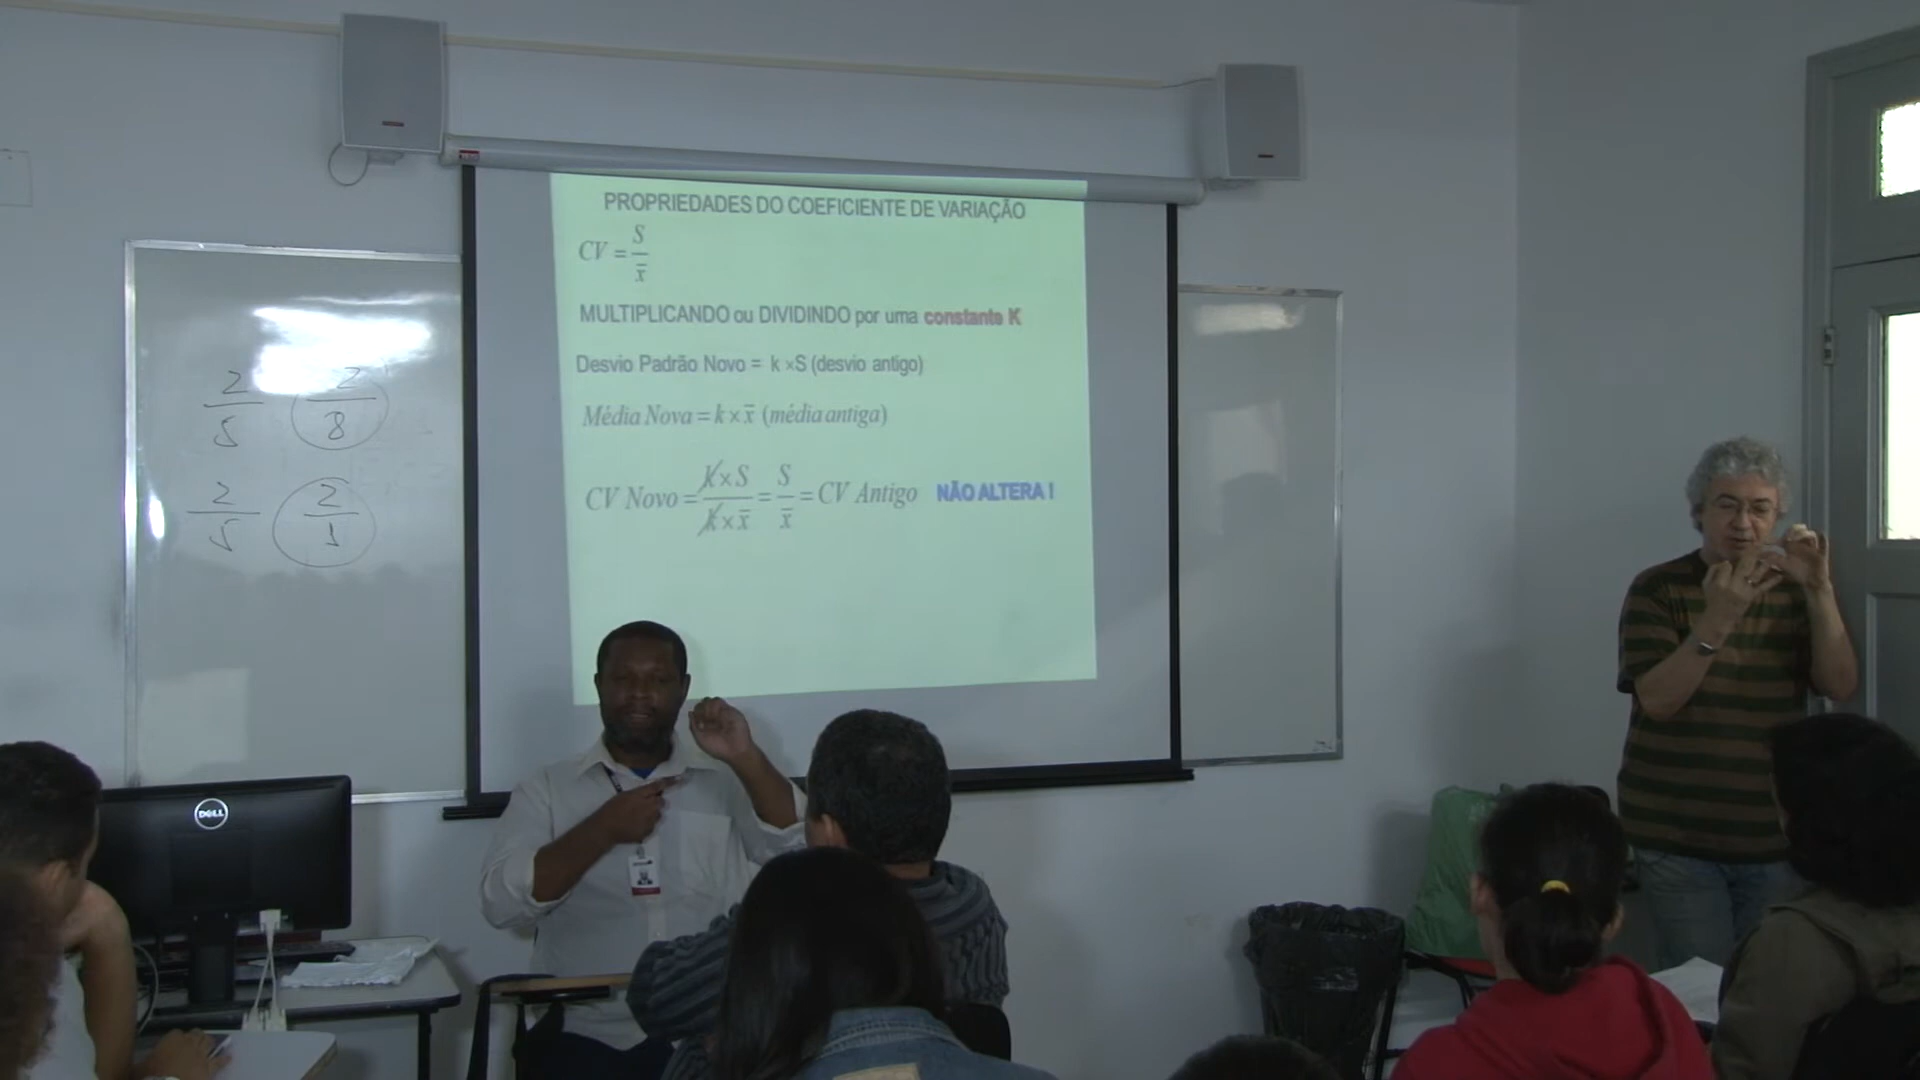 PROPRIEDADES DO COEFICIENTE DE VARIAÇÃO
CV = S / x̄
MULTIPLICANDO ou DIVIDINDO por uma constante K
Desvio Padrão Novo = k ×S (desvio antigo)
Média Nova = k × x̄ (média antiga)
CV Novo = K×S / k×x̄ = S / x̄ = CV Antigo NÃO ALTERA !
2/5 2/8
2/5 2/5
DELL